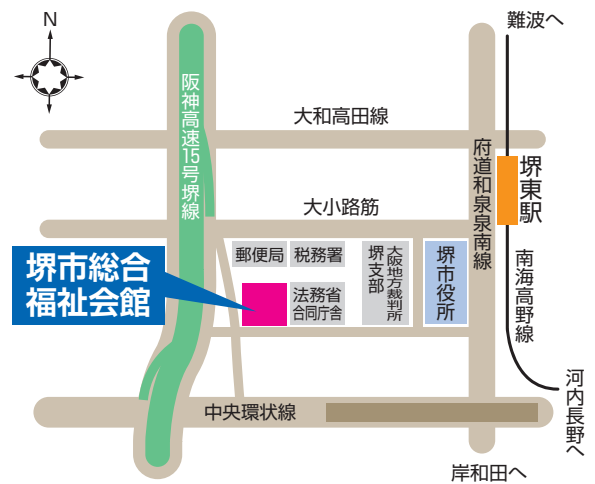 N
難波へ
阪神高速15号堺線
大和高田線
府道和泉泉南線
堺東駅
大小路筋
郵便局
税務署
堺市総合
福祉会館
法務省
合同庁舎
大阪地方裁判所
堺支部
堺市役所
南海高野線
中央環状線
河内長野へ
岸和田へ